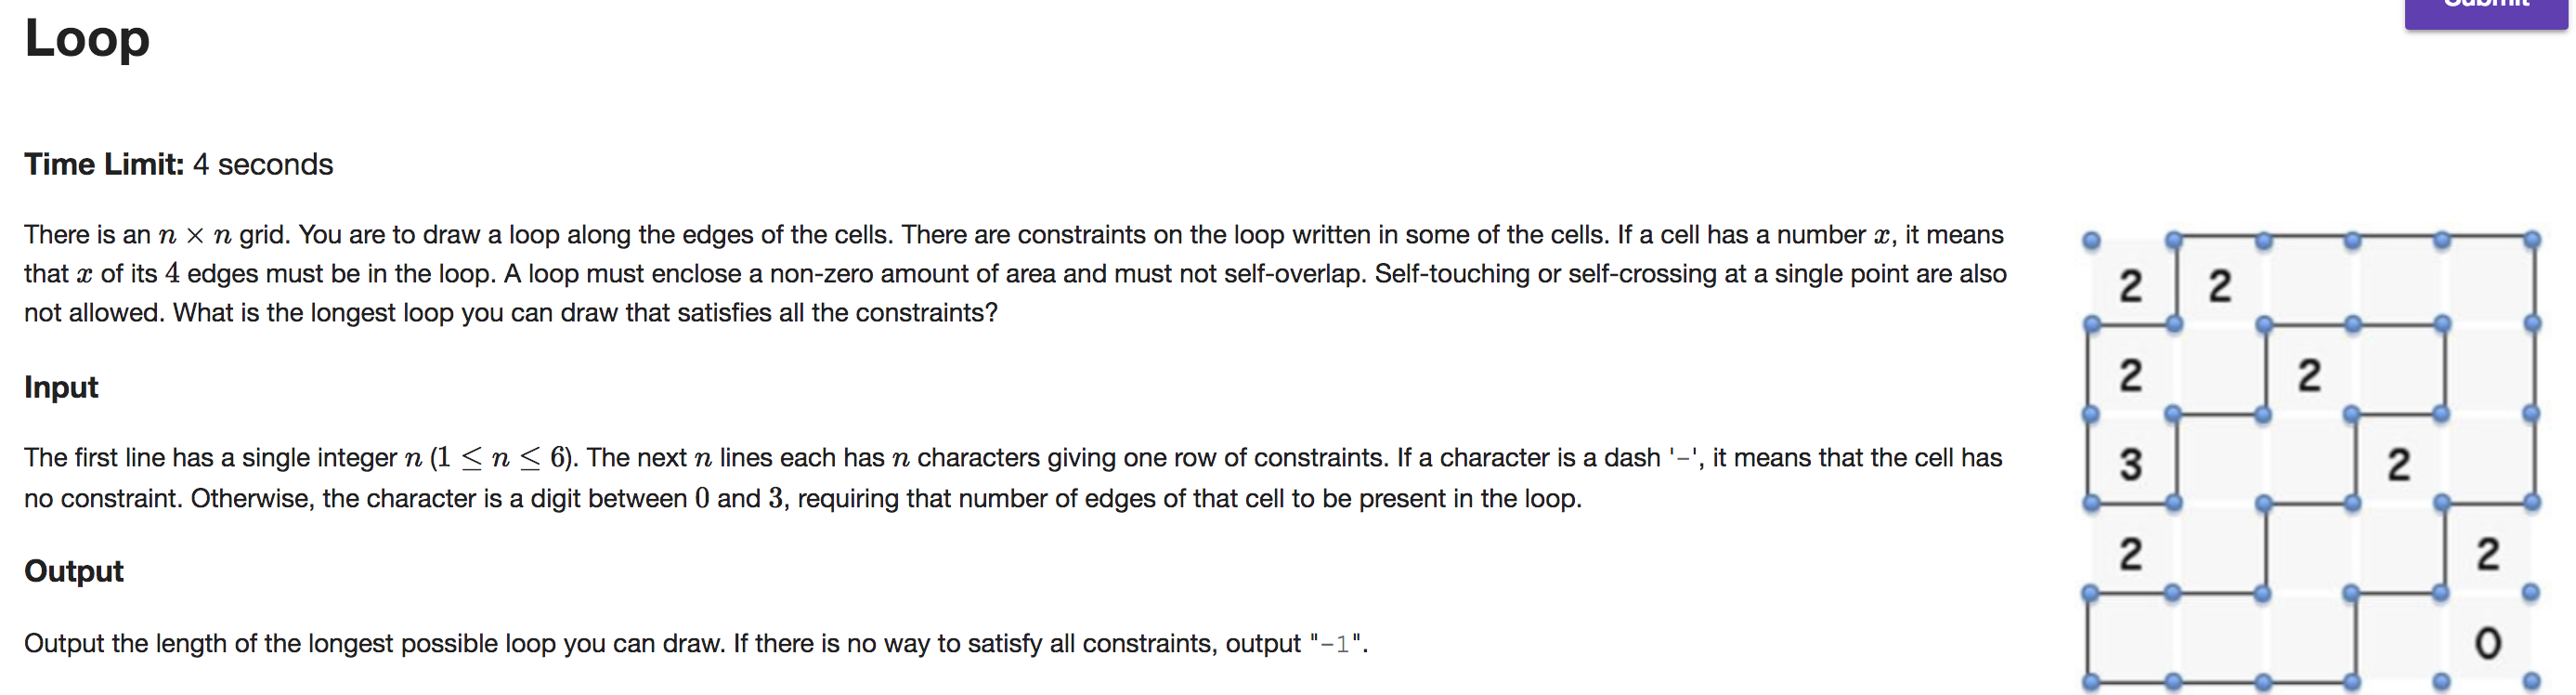 Submit
Loop
Time Limit: 4 seconds
There is an n × n grid. You are to draw a loop along the edges of the cells. There are constraints on the loop written in some of the cells. If a cell has a number x, it means
that x of its 4 edges must be in the loop. A loop must enclose a non-zero amount of area and must not self-overlap. Self-touching or self-crossing at a single point are also
not allowed. What is the longest loop you can draw that satisfies all the constraints?
Input
The first line has a single integer n (1 ≤ n ≤ 6). The next n lines each has n characters giving one row of constraints. If a character is a dash '-', it means that the cell has
no constraint. Otherwise, the character is a digit between 0 and 3, requiring that number of edges of that cell to be present in the loop.
Output
Output the length of the longest possible loop you can draw. If there is no way to satisfy all constraints, output "-1".
2 2
2 2
3 2
2 2
0